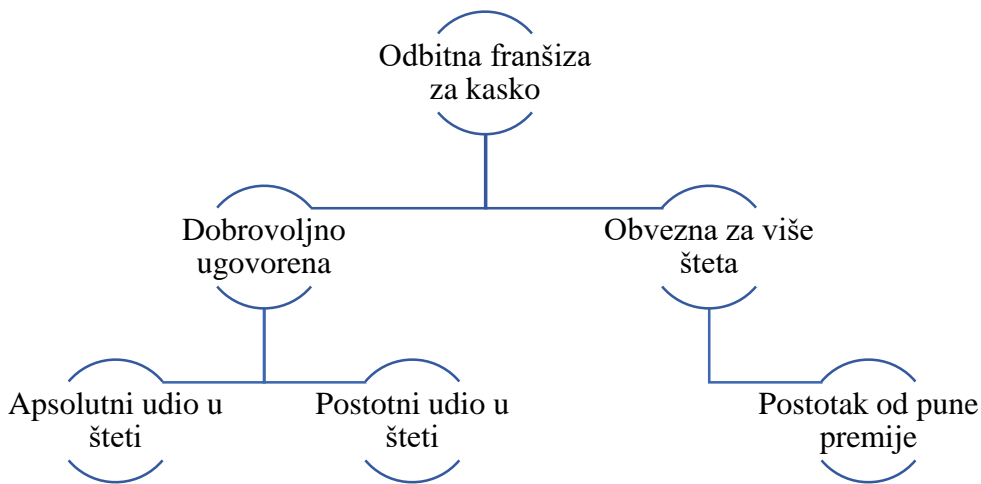 Odbitna franšiza
za kasko
Dobrovoljno
ugovorena
Obvezna za više
šteta
Apsolutni udio u
šteti
Postotni udio u
šteti
Postotak od pune
premije